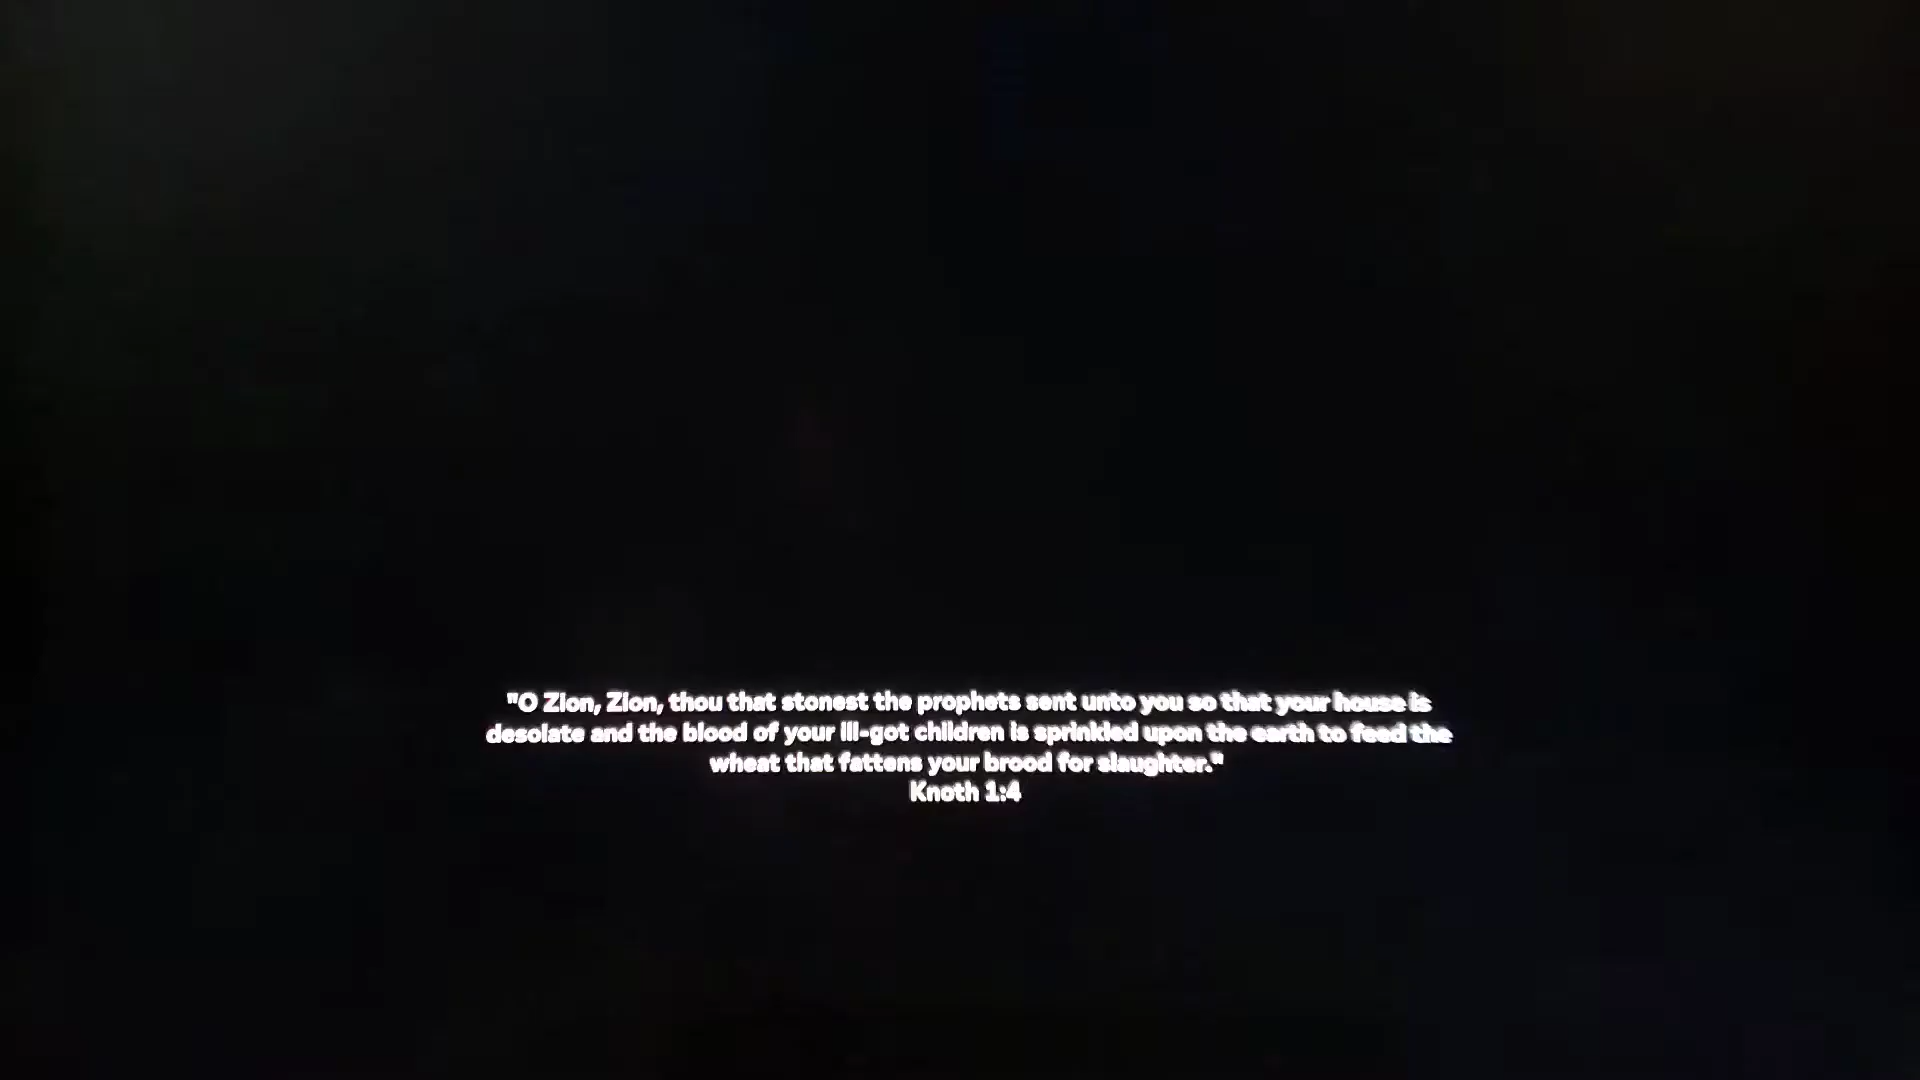 "O Zion, Zion, thou that stonest the prophets sent unto you so that your house is
desolate and the blood of your ill-got children is sprinkled upon the earth to feed the
wheat that fattens your brood for slaughter."
Knoth 1:4